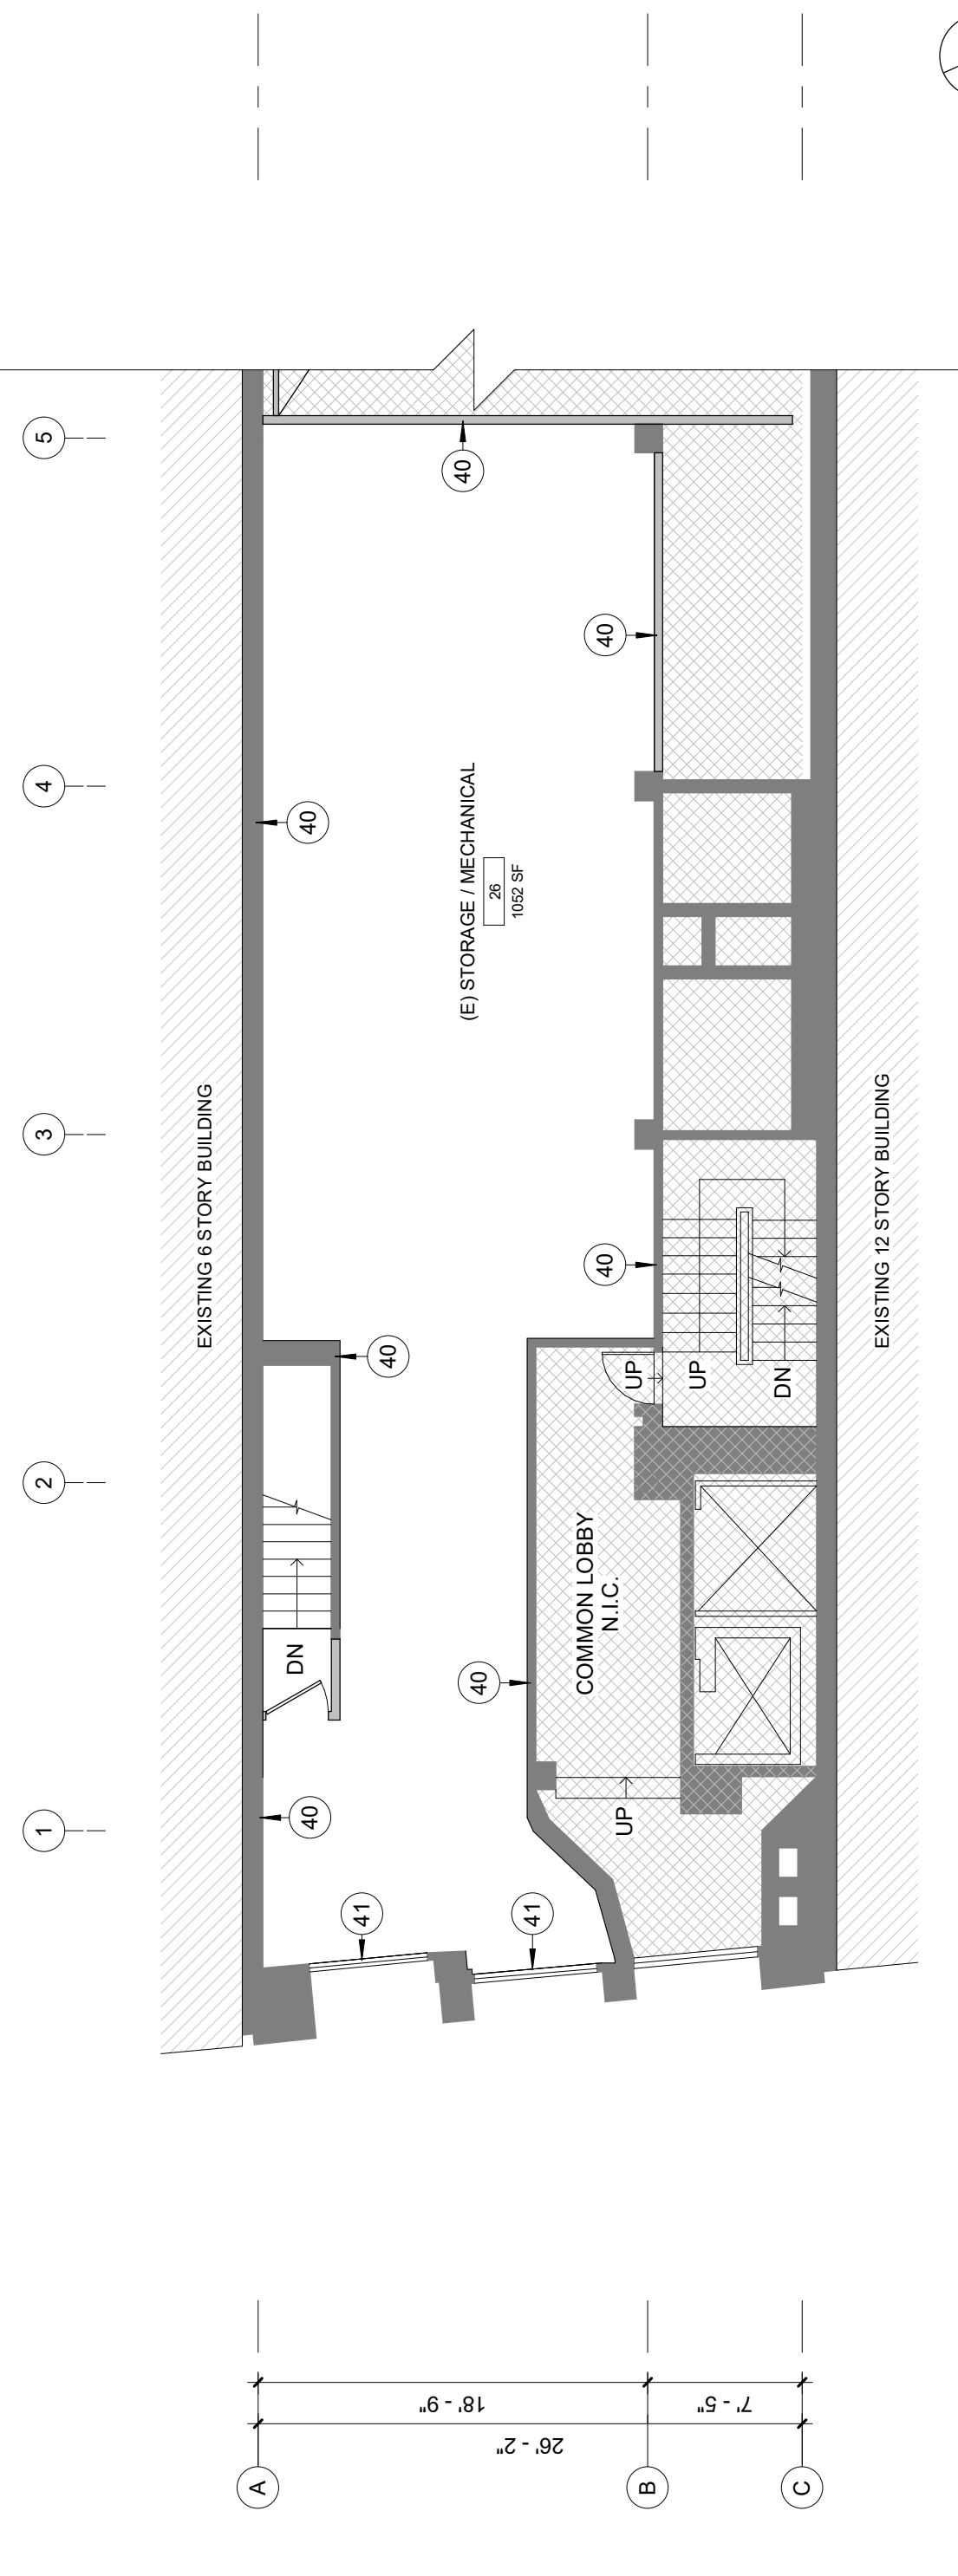 5
4
3
2
1
EXISTING 6 STORY BUILDING
40
40
40
40
(E) STORAGE / MECHANICAL
26
1052 SF
40
40
40
40
41
41
DN
UP
UP
DN
COMMON LOBBY
N.I.C.
UP
EXISTING 12 STORY BUILDING
18' - 9"
7' - 5"
26' - 2"
A
B
C